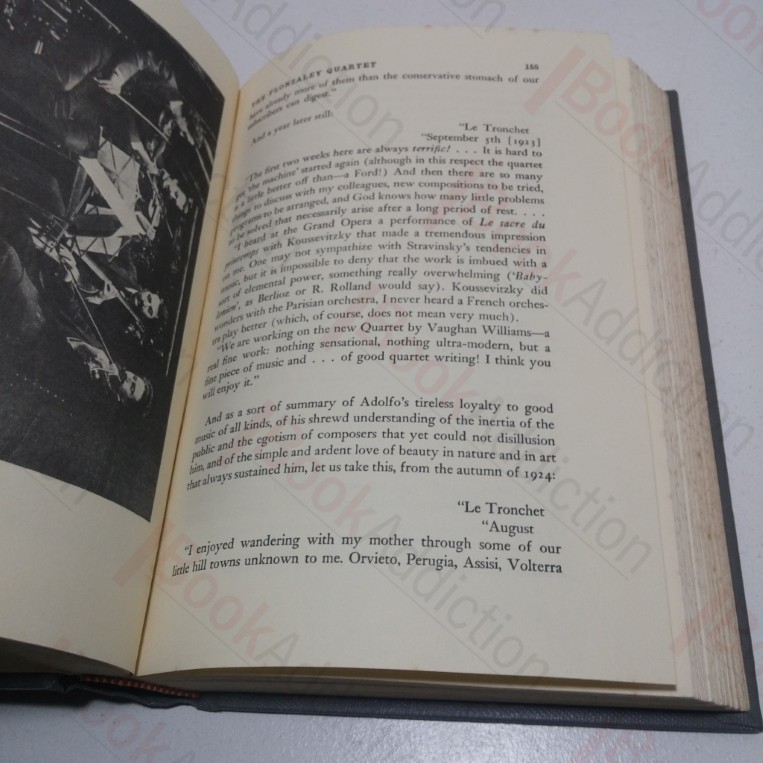 THE FLONZALEY QUARTET 155
have already more of them than the conservative stomach of our
subscribers can digest."
And a year later still:
"Le Tronchet
"September 5th [1923]
"The first two weeks here are always terrific! . . . It is hard to
get 'the machine' started again (although in this respect the quartet
is a little better off than—a Ford!) And then there are so many
things to discuss with my colleagues, new compositions to be tried,
programs to be arranged, and God knows how many little problems
to be solved that necessarily arise after a long period of rest. . . .
"I heard at the Grand Opera a performance of Le sacre du
printemps with Koussevitzky that made a tremendous impression
on me. One may not sympathize with Stravinsky's tendencies in
music, but it is impossible to deny that the work is imbued with a
sort of elemental power, something really overwhelming ('Baby-
lonien', as Berlioz or R. Rolland would say). Koussevitzky did
wonders with the Parisian orchestra, I never heard a French orches-
tra play better (which, of course, does not mean very much).
"We are working on the new Quartet by Vaughan Williams—a
real fine work: nothing sensational, nothing ultra-modern, but a
fine piece of music and . . . of good quartet writing! I think you
will enjoy it."
And as a sort of summary of Adolfo's tireless loyalty to good
music of all kinds, of his shrewd understanding of the inertia of the
public and the egotism of composers that yet could not disillusion
him, and of the simple and ardent love of beauty in nature and in art
that always sustained him, let us take this, from the autumn of 1924:
"Le Tronchet
"August
"I enjoyed wandering with my mother through some of our
little hill towns unknown to me. Orvieto, Perugia, Assisi, Volterra
BookAddiction